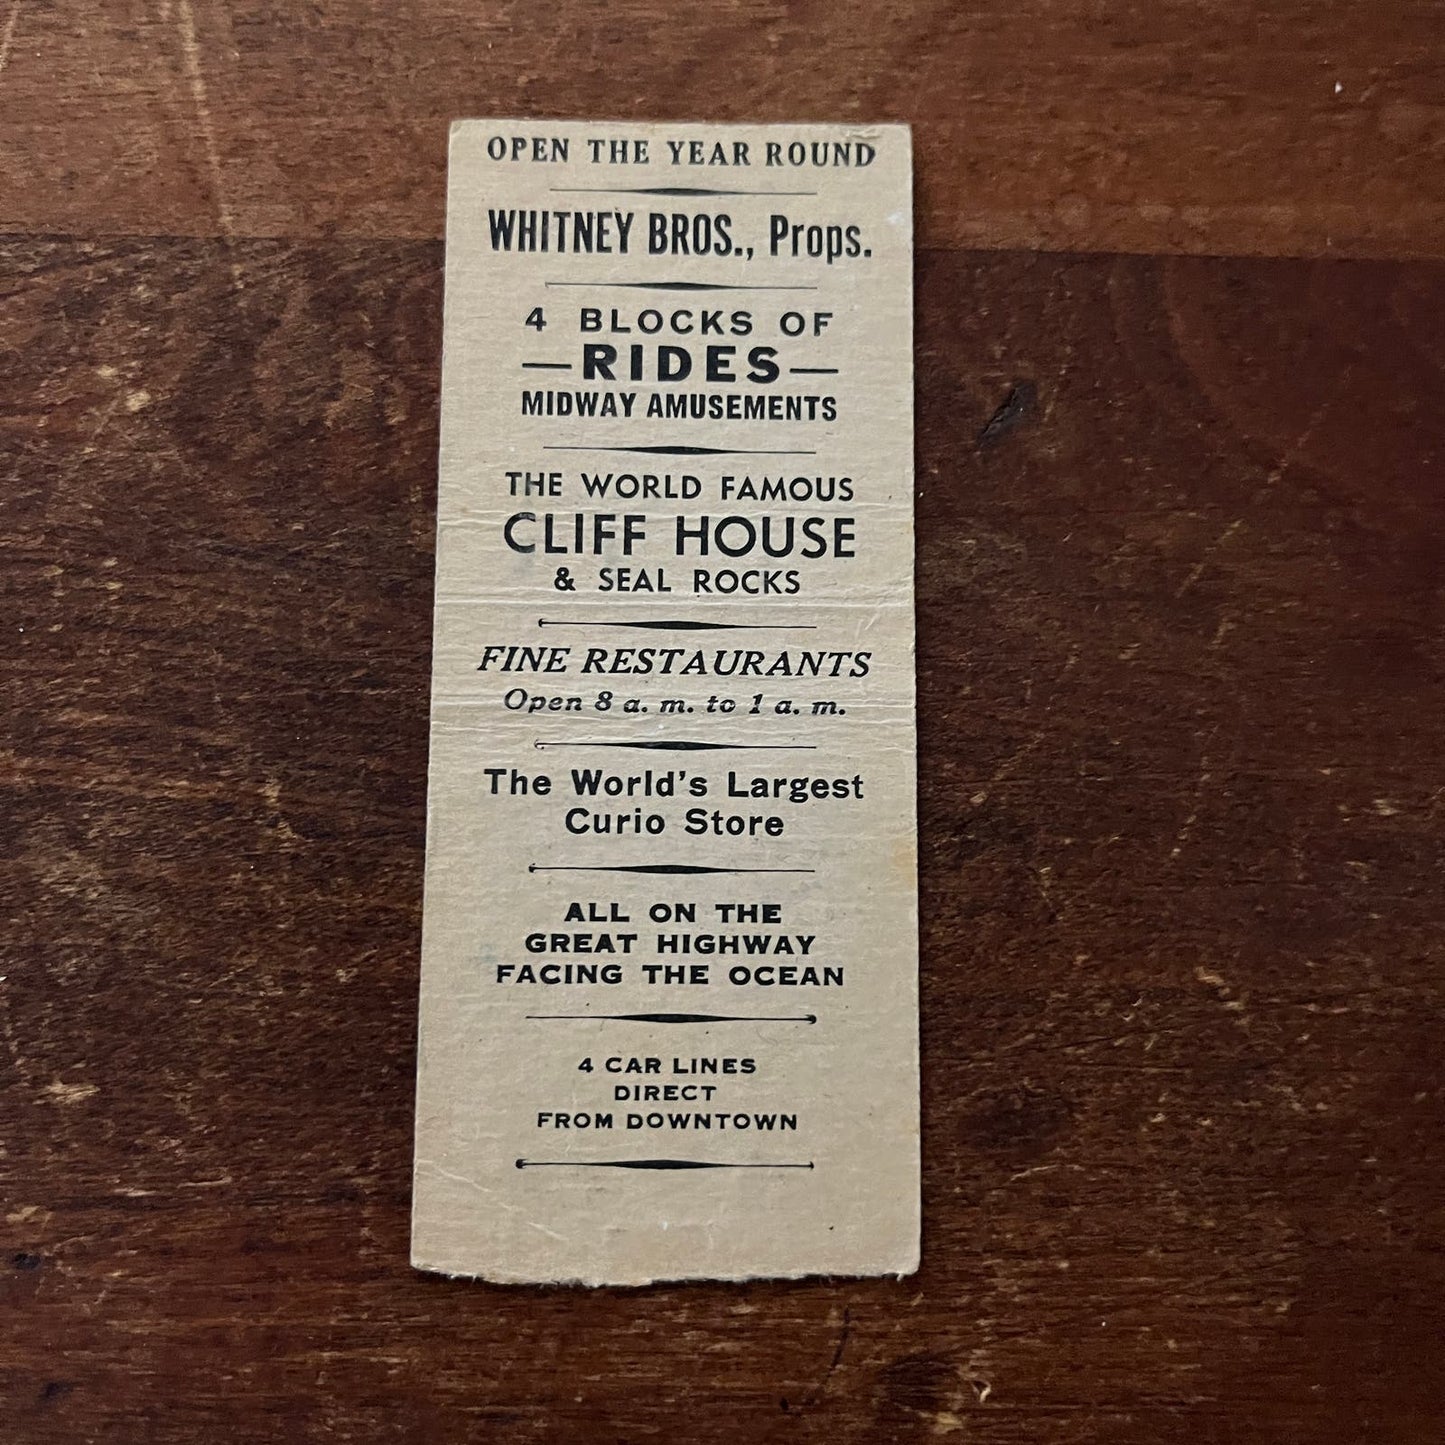 OPEN THE YEAR ROUND
WHITNEY BROS., Props.
4 BLOCKS OF
—RIDES—
MIDWAY AMUSEMENTS
THE WORLD FAMOUS
CLIFF HOUSE
& SEAL ROCKS
FINE RESTAURANTS
Open 8 a. m. to 1 a. m.
The World's Largest
Curio Store
ALL ON THE
GREAT HIGHWAY
FACING THE OCEAN
4 CAR LINES
DIRECT
FROM DOWNTOWN